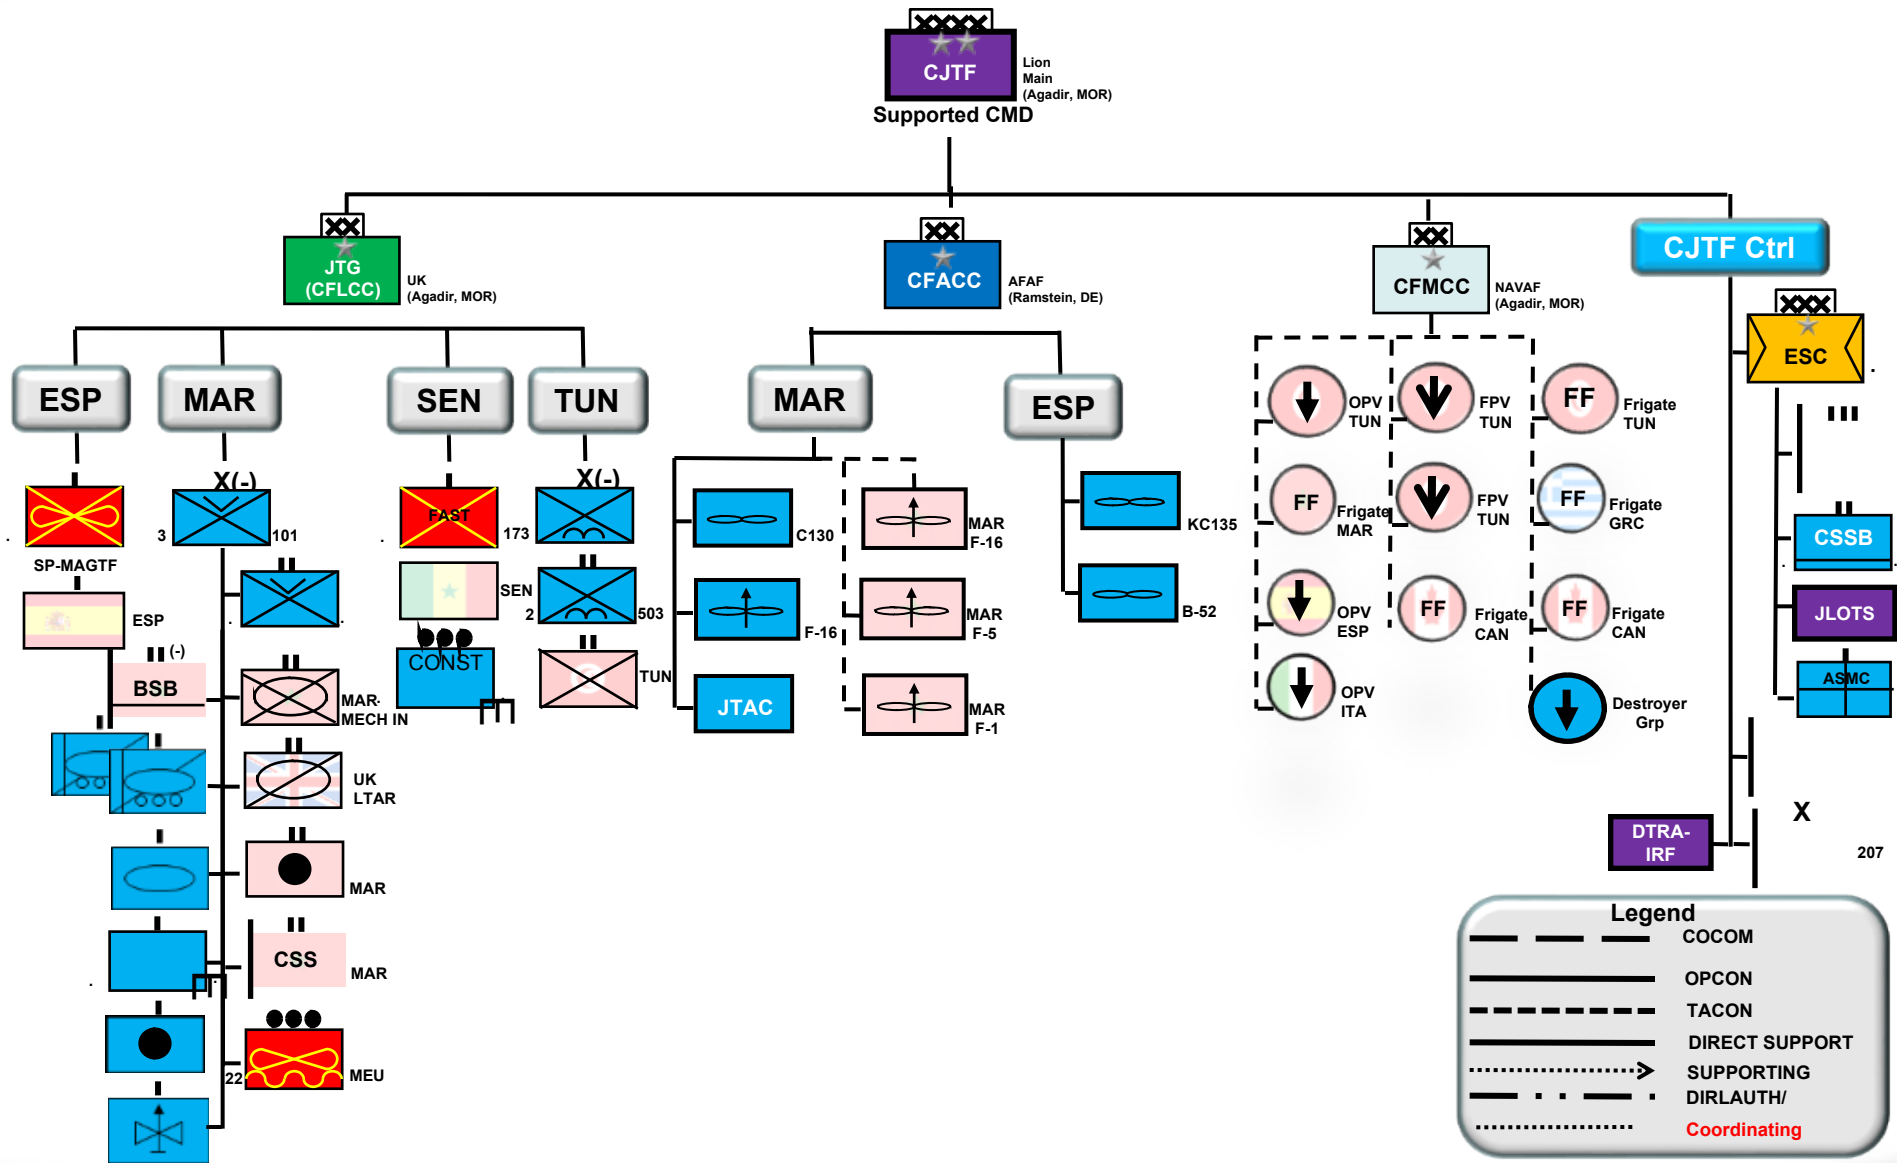 CJTF
Lion
Main
(Agadir, MOR)
Supported CMD
JTG
(CFLCC)
UK
(Agadir, MOR)
CFACC
AFAF
(Ramstein, DE)
CFMCC
NAVAF
(Agadir, MOR)
CJTF Ctrl
ESC
ESP
MAR
SEN
TUN
MAR
ESP
X(-)
3
101
SP-MAGTF
ESP
(-)
BSB
MAR-
MECH IN
UK
LTAR
MAR
CSS
MAR
22
MEU
FAST
SEN
CONST
X(-)
173
2
503
TUN
C130
F-16
JTAC
MAR
F-16
MAR
F-5
MAR
F-1
KC135
B-52
OPV
TUN
FPV
TUN
FF
Frigate
TUN
FF
Frigate
MAR
FPV
TUN
FF
Frigate
GRC
OPV
ESP
FF
Frigate
CAN
FF
Frigate
CAN
OPV
ITA
Destroyer
Grp
CSSB
JLOTS
ASMC
X
207
DTRA-
IRF
Legend
COCOM
OPCON
TACON
DIRECT SUPPORT
SUPPORTING
DIRLAUTH/
Coordinating